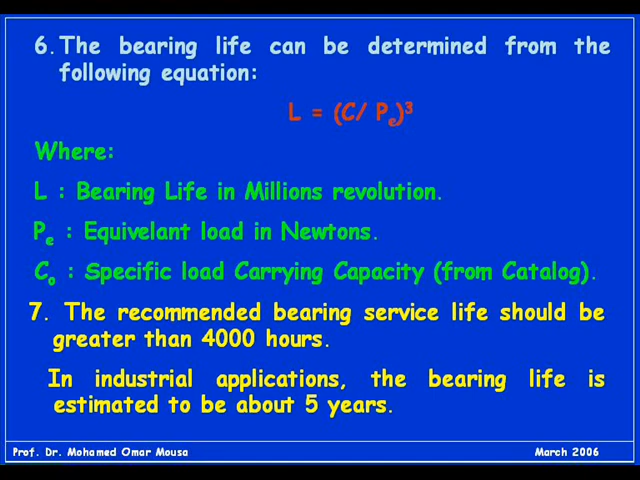 6. The bearing life can be determined from the
following equation:
L = (C/ Pe)³
Where:
L : Bearing Life in Millions revolution.
Pe : Equivelant load in Newtons.
Co : Specific load Carrying Capacity (from Catalog).
7. The recommended bearing service life should be
greater than 4000 hours.
In industrial applications, the bearing life is
estimated to be about 5 years.
Prof. Dr. Mohamed Omar Mousa March 2006